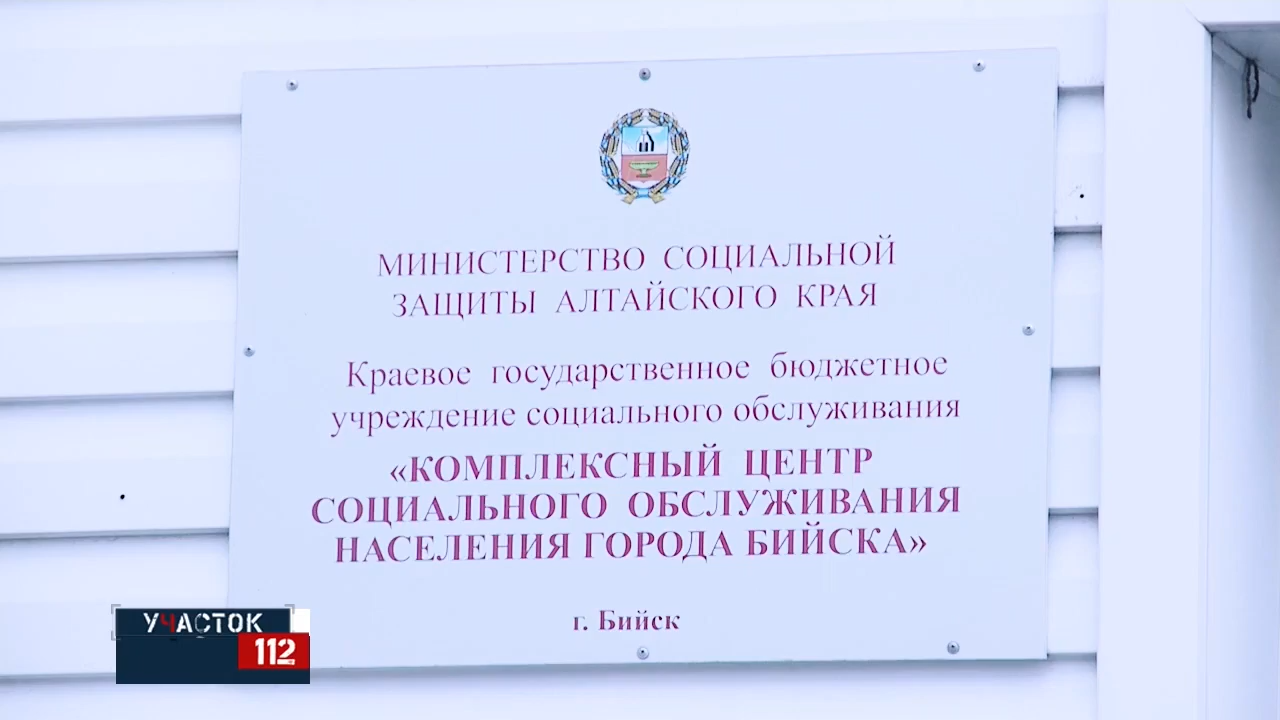 МИНИСТЕРСТВО СОЦИАЛЬНОЙ
ЗАЩИТЫ АЛТАЙСКОГО КРАЯ
Краевое государственное бюджетное
учреждение социального обслуживания
«КОМПЛЕКСНЫЙ ЦЕНТР
СОЦИАЛЬНОГО ОБСЛУЖИВАНИЯ
НАСЕЛЕНИЯ ГОРОДА БИЙСКА»
г. Бийск
УЧАСТОК
112